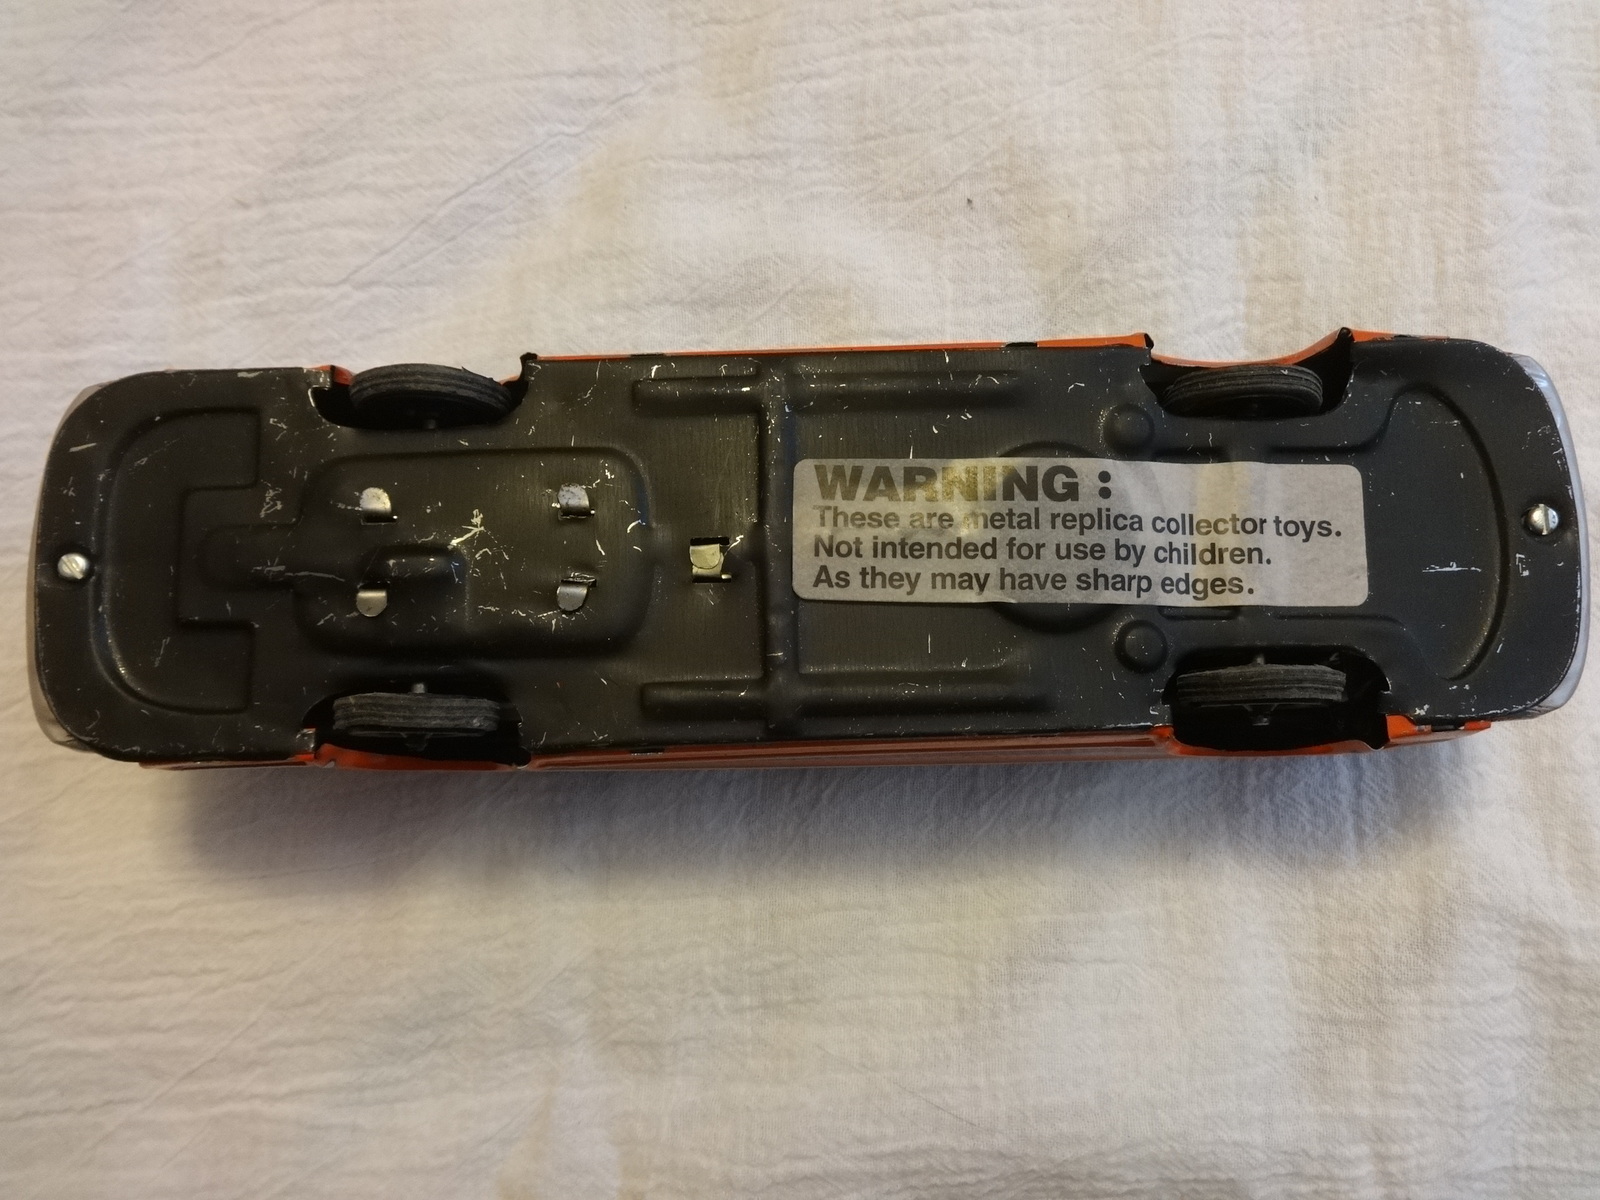 WARNING :
These are metal replica collector toys.
Not intended for use by children.
As they may have sharp edges.